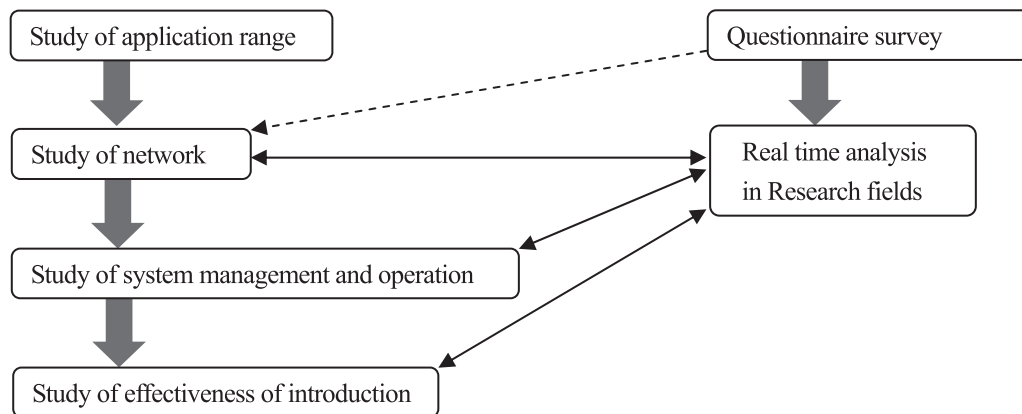 Study of application range
Questionnaire survey
Study of network
Real time analysis
in Research fields
Study of system management and operation
Study of effectiveness of introduction